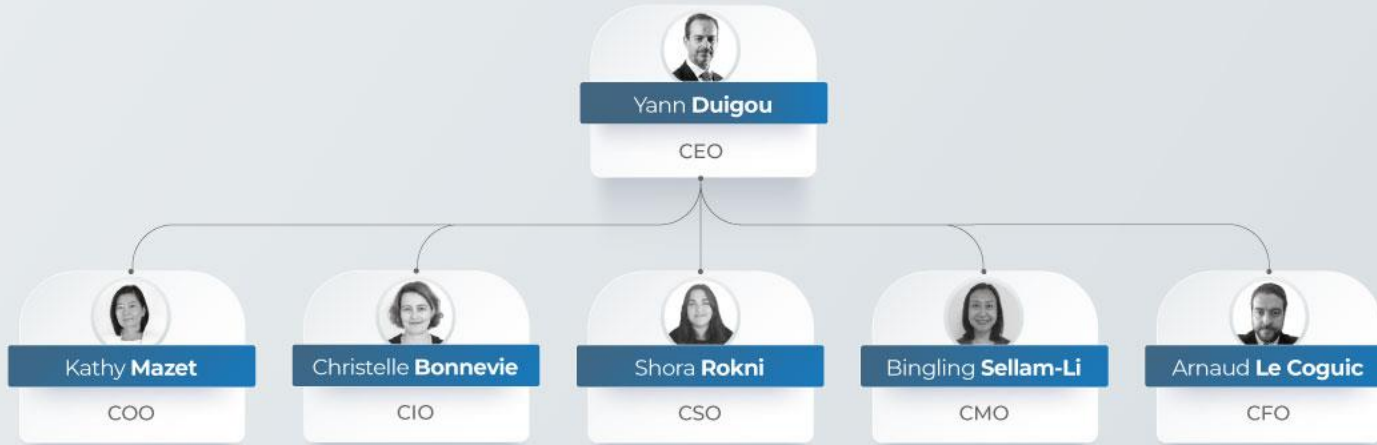 Yann Duigou
CEO
Kathy Mazet
Christelle Bonnevie
Shora Rokni
Bingling Sellam-Li
Arnaud Le Coguic
COO
CIO
CSO
CMO
CFO